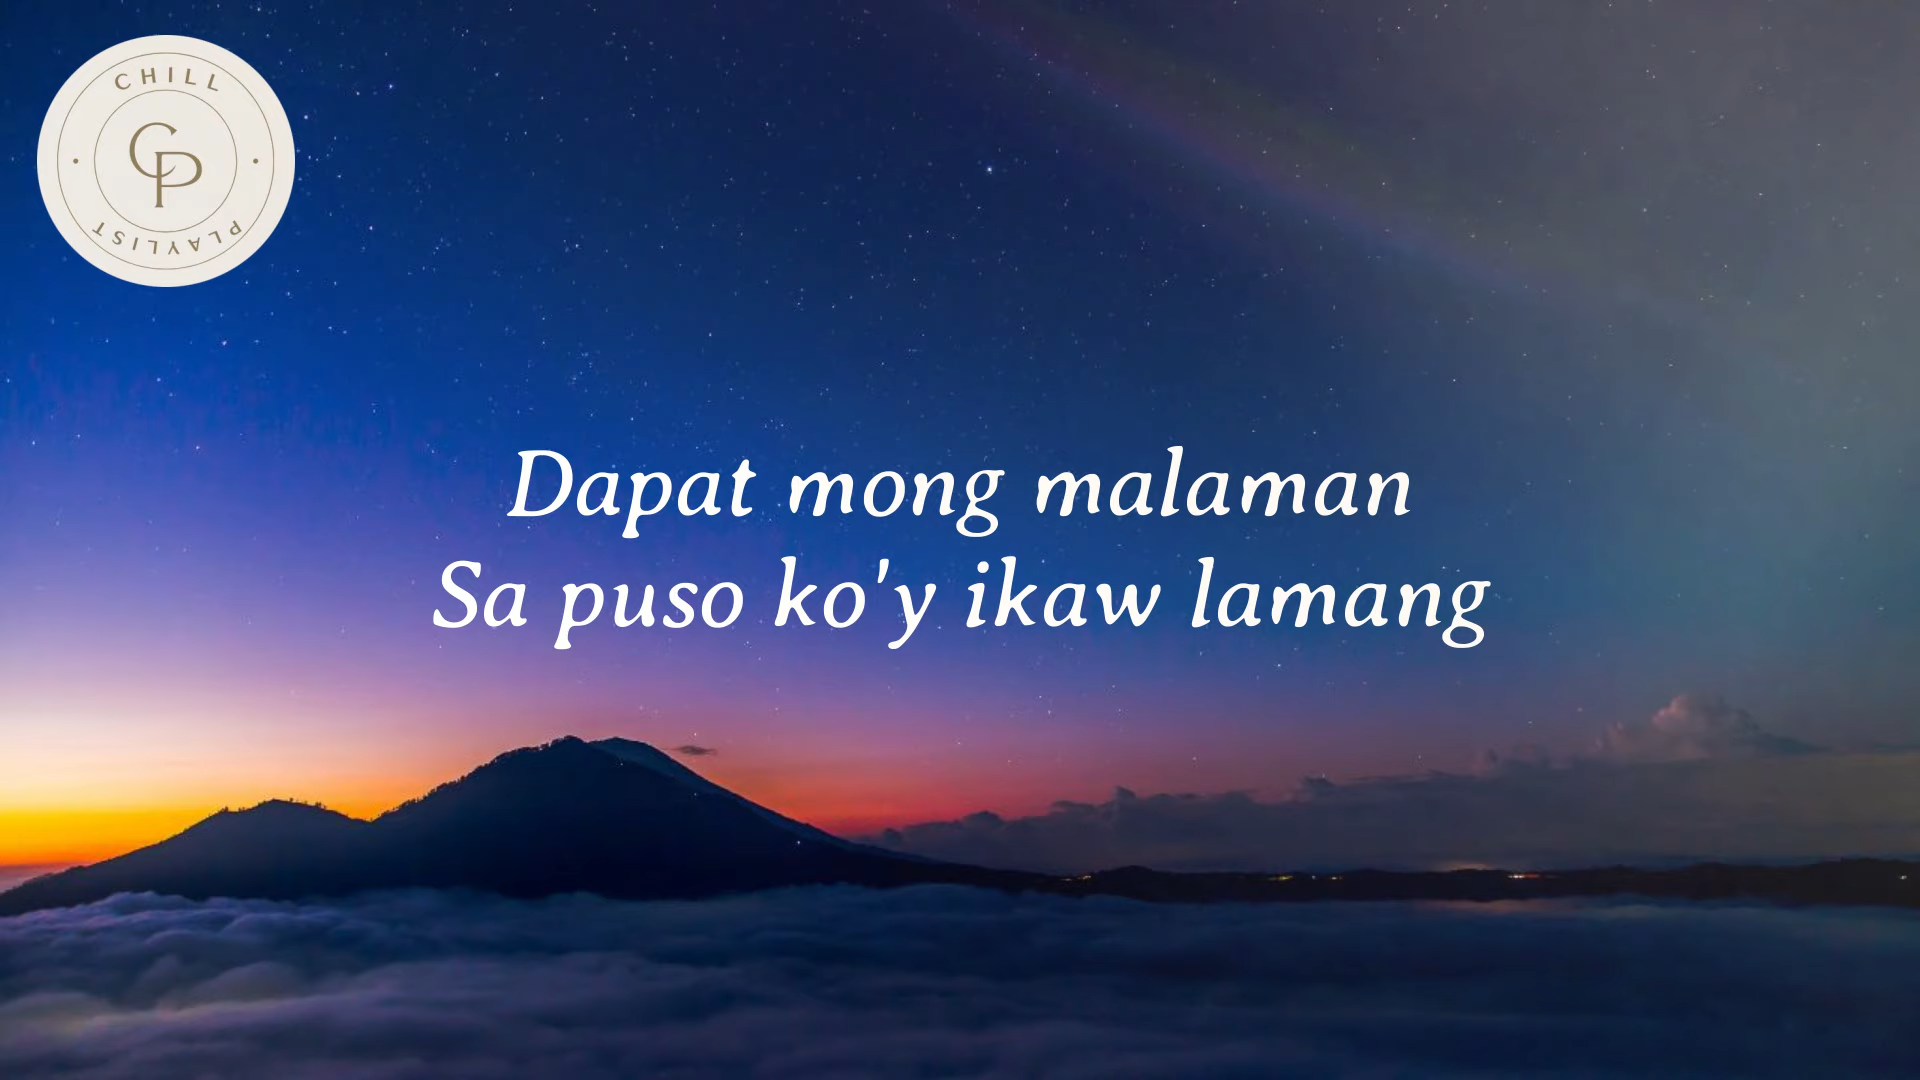 CHILL
CP
PLAYLIST
Dapat mong malaman
Sa puso ko'y ikaw lamang